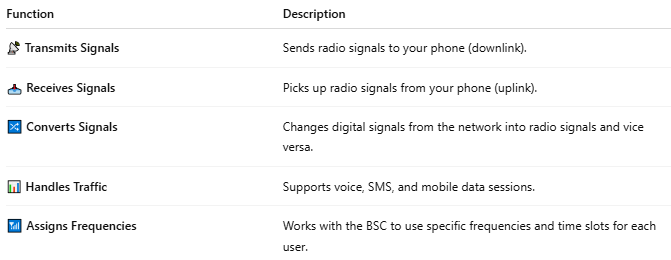 Function Description
Transmits Signals Sends radio signals to your phone (downlink).
Receives Signals Picks up radio signals from your phone (uplink).
Converts Signals Changes digital signals from the network into radio signals and vice
versa.
Handles Traffic Supports voice, SMS, and mobile data sessions.
Assigns Frequencies Works with the BSC to use specific frequencies and time slots for each
user.